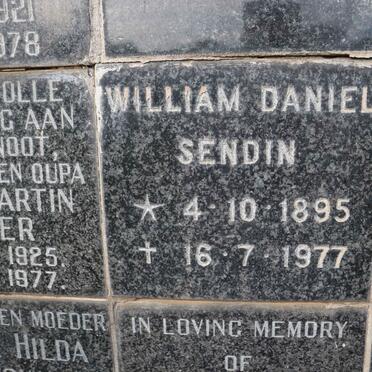 921
978
OLLE
G AAN
NOOT,
EN OUPA
ARTIN
ER
1925.
1977.
WILLIAM DANIEL
SENDIN
★ 4·10·1895
✝ 16·7·1977
EN MOEDER
HILDA
IN LOVING MEMORY
OF